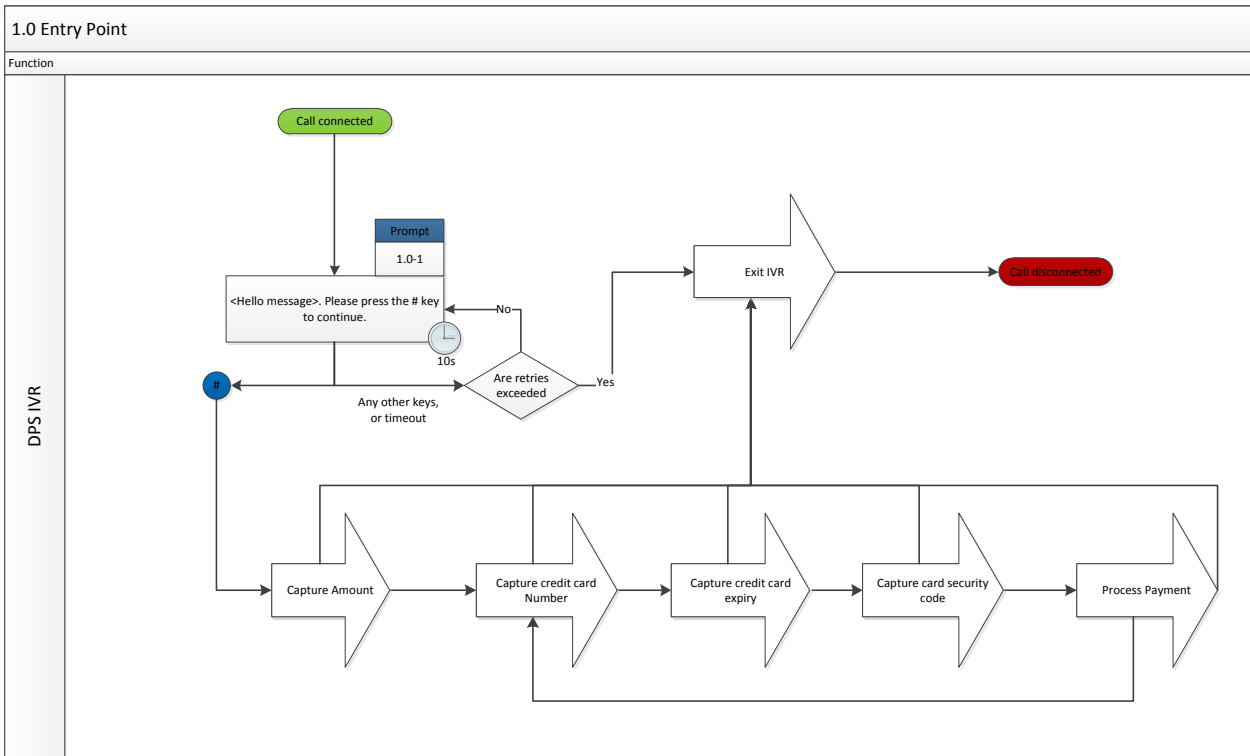 1.0 Entry Point
Function
DPS IVR
Call connected
Prompt
1.0-1
<Hello message>. Please press the # key
to continue.
10s
No
Are retries
exceeded
Yes
#
Any other keys,
or timeout
Exit IVR
Call disconnected
Capture Amount
Capture credit card
Number
Capture credit card
expiry
Capture card security
code
Process Payment